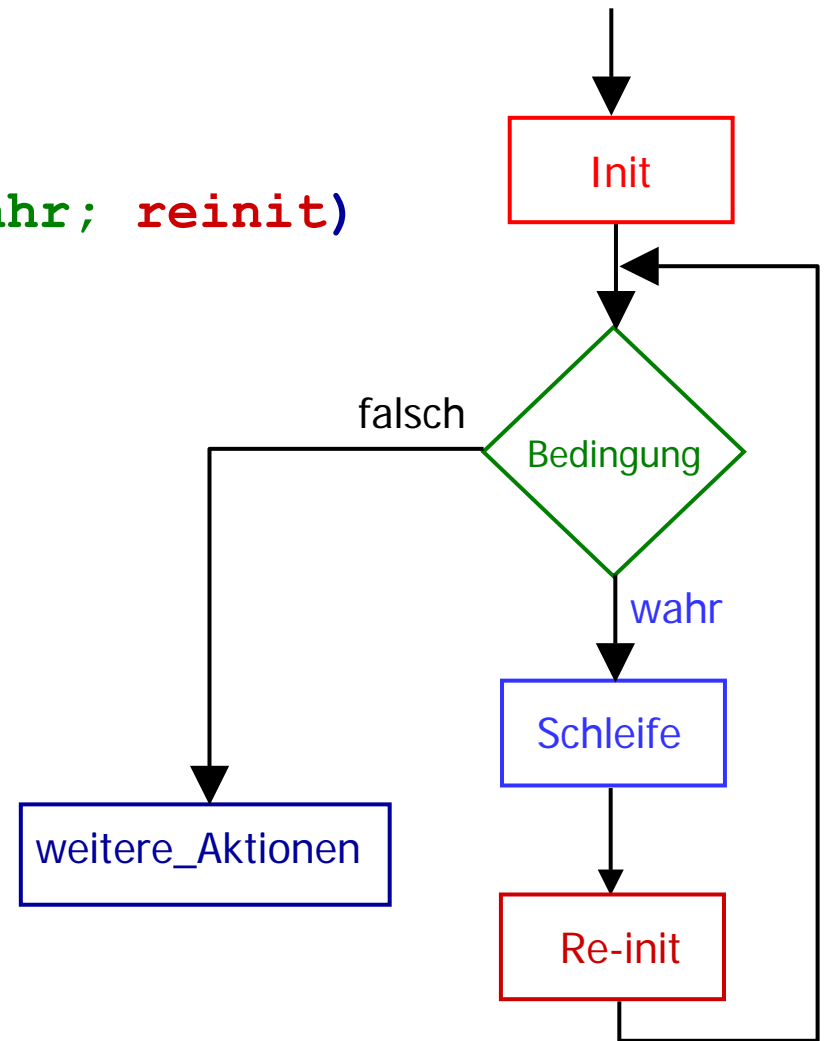 Init
ahr; reinit)
falsch
Bedingung
wahr
Schleife
weitere_Aktionen
Re-init